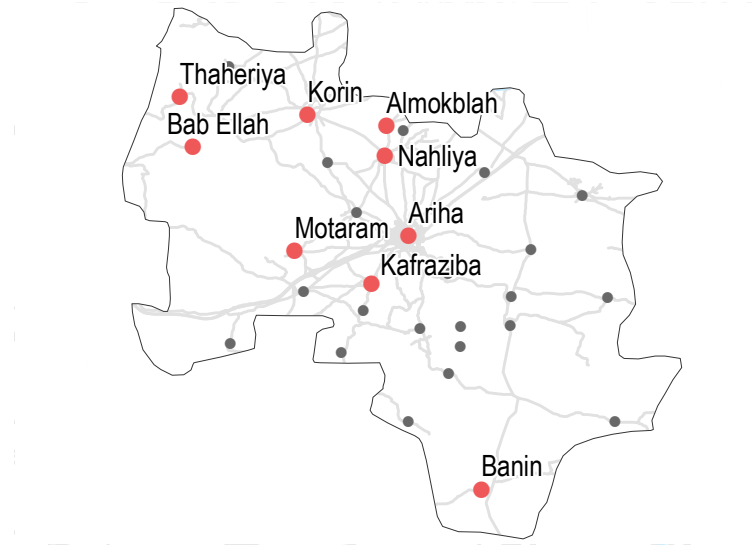 Thaheriya
Korin
Almokblah
Bab Ellah
Nahliya
Ariha
Motaram
Kafraziba
Banin